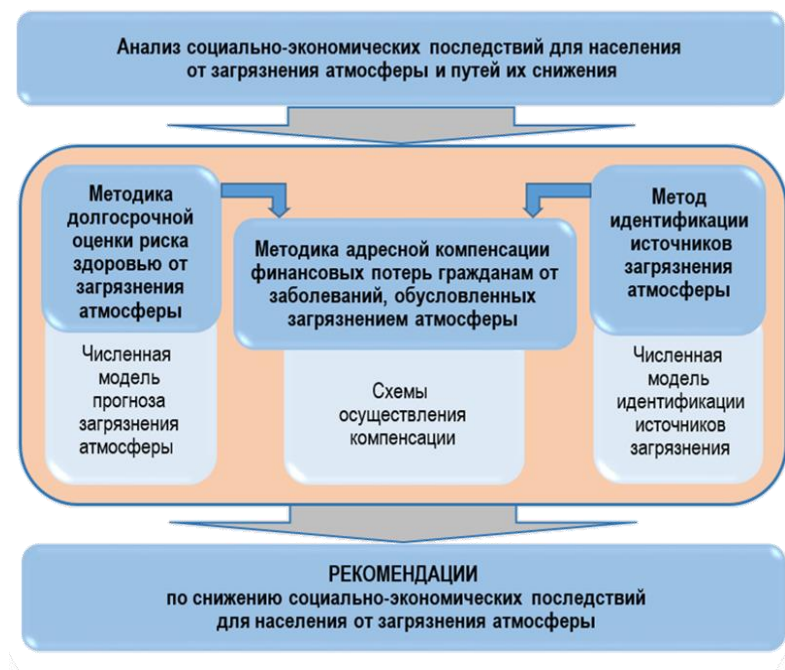 Анализ социально-экономических последствий для населения
от загрязнения атмосферы и путей их снижения
Методика
долгосрочной
оценки риска
здоровью от
загрязнения
атмосферы
Численная
модель
прогноза
загрязнения
атмосферы
Методика адресной компенсации
финансовых потерь гражданам от
заболеваний, обусловленных
загрязнением атмосферы
Схемы
осуществления
компенсации
Метод
идентификации
источников
загрязнения
атмосферы
Численная
модель
идентификации
источников
загрязнения
РЕКОМЕНДАЦИИ
по снижению социально-экономических последствий
для населения от загрязнения атмосферы